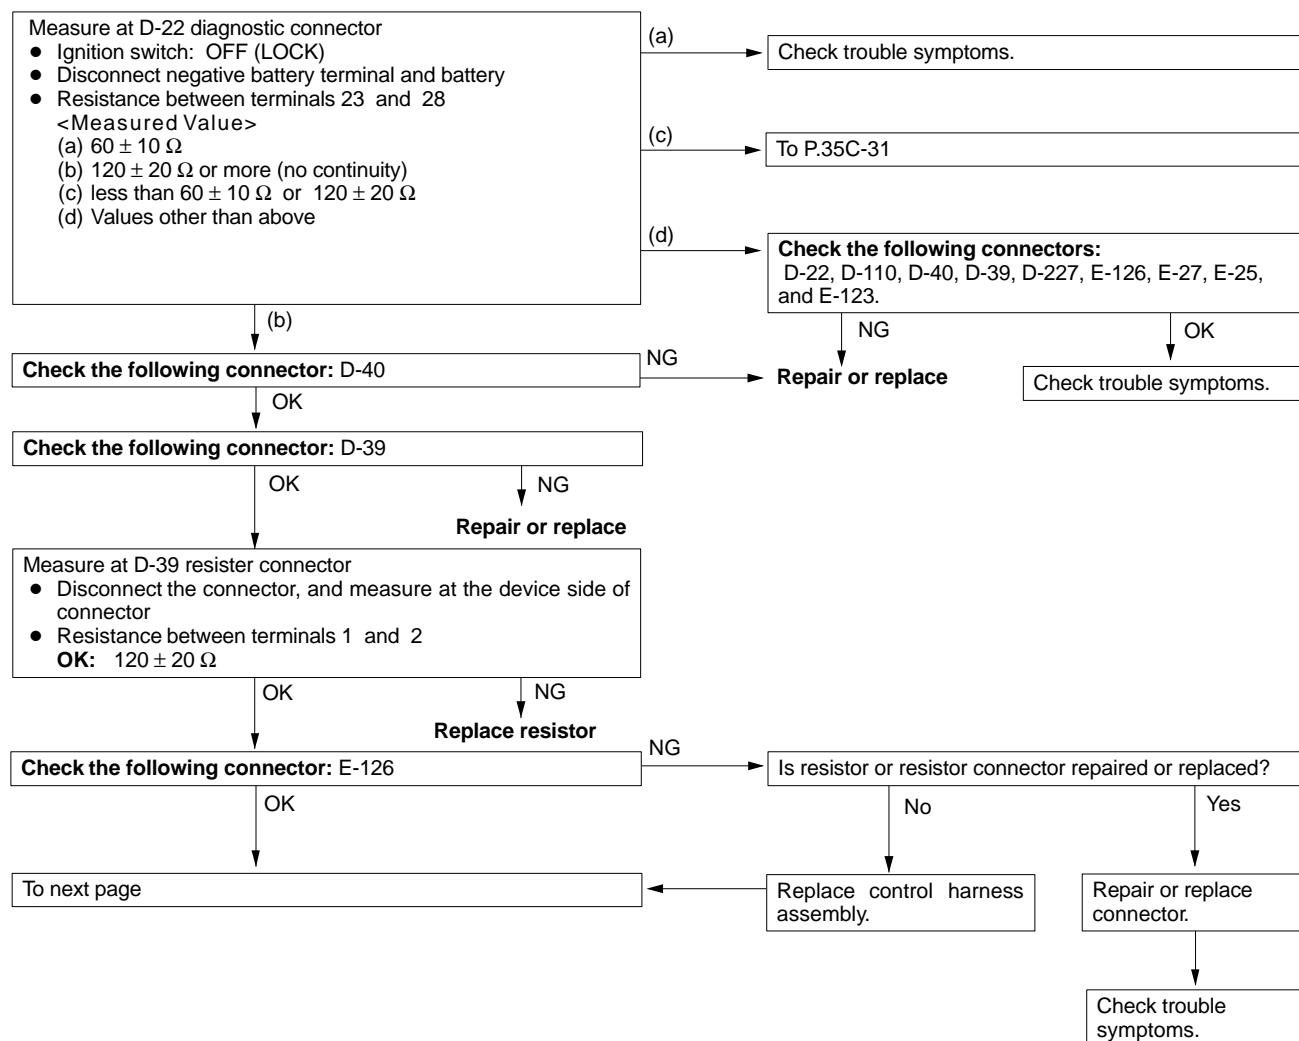 Measure at D-22 diagnostic connector
● Ignition switch: OFF (LOCK)
● Disconnect negative battery terminal and battery
● Resistance between terminals 23 and 28
<Measured Value>
(a) 60 ± 10 Ω
(b) 120 ± 20 Ω or more (no continuity)
(c) less than 60 ± 10 Ω or 120 ± 20 Ω
(d) Values other than above
(a)
Check trouble symptoms.
(c)
To P.35C-31
(d)
Check the following connectors:
D-22, D-110, D-40, D-39, D-227, E-126, E-27, E-25,
and E-123.
NG
OK
Repair or replace
Check trouble symptoms.
(b)
Check the following connector: D-40
NG
OK
Check the following connector: D-39
OK
NG
Repair or replace
Measure at D-39 resister connector
● Disconnect the connector, and measure at the device side of
connector
● Resistance between terminals 1 and 2
OK: 120 ± 20 Ω
OK
NG
Replace resistor
Check the following connector: E-126
NG
Is resistor or resistor connector repaired or replaced?
OK
No
Yes
To next page
Replace control harness
assembly.
Repair or replace
connector.
Check trouble
symptoms.